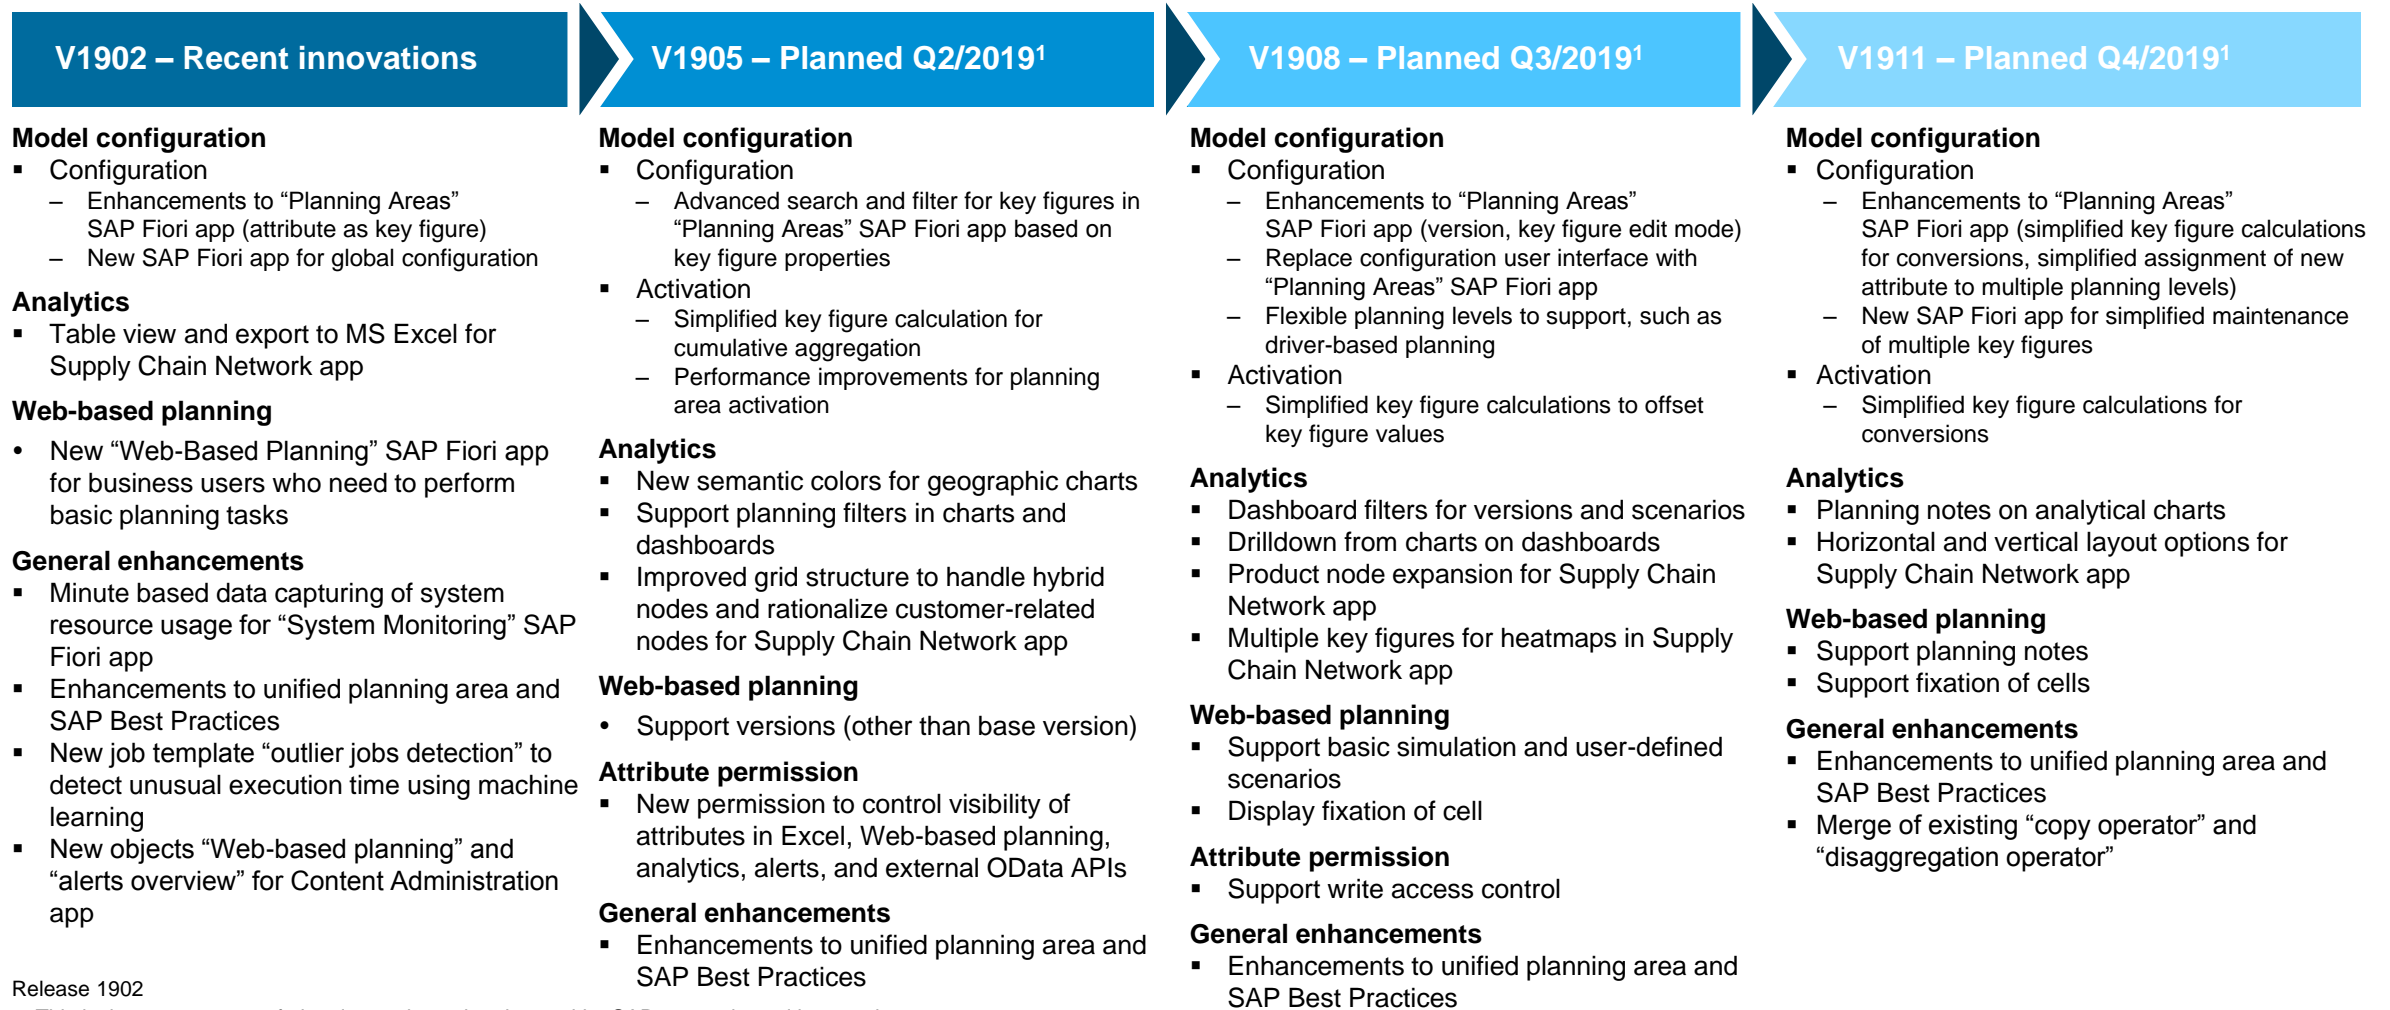 V1902 – Recent innovations
Model configuration
▪ Configuration
– Enhancements to “Planning Areas”
SAP Fiori app (attribute as key figure)
– New SAP Fiori app for global configuration
Analytics
▪ Table view and export to MS Excel for
Supply Chain Network app
Web-based planning
• New “Web-Based Planning” SAP Fiori app
for business users who need to perform
basic planning tasks
General enhancements
▪ Minute based data capturing of system
resource usage for “System Monitoring” SAP
Fiori app
▪ Enhancements to unified planning area and
SAP Best Practices
▪ New job template “outlier jobs detection” to
detect unusual execution time using machine
learning
▪ New objects “Web-based planning” and
“alerts overview” for Content Administration
app
Release 1902
V1905 – Planned Q2/2019¹
Model configuration
▪ Configuration
– Advanced search and filter for key figures in
“Planning Areas” SAP Fiori app based on
key figure properties
▪ Activation
– Simplified key figure calculation for
cumulative aggregation
– Performance improvements for planning
area activation
Analytics
▪ New semantic colors for geographic charts
▪ Support planning filters in charts and
dashboards
▪ Improved grid structure to handle hybrid
nodes and rationalize customer-related
nodes for Supply Chain Network app
Web-based planning
• Support versions (other than base version)
Attribute permission
▪ New permission to control visibility of
attributes in Excel, Web-based planning,
analytics, alerts, and external OData APIs
General enhancements
▪ Enhancements to unified planning area and
SAP Best Practices
V1908 – Planned Q3/2019¹
Model configuration
▪ Configuration
– Enhancements to “Planning Areas”
SAP Fiori app (version, key figure edit mode)
– Replace configuration user interface with
“Planning Areas” SAP Fiori app
– Flexible planning levels to support, such as
driver-based planning
▪ Activation
– Simplified key figure calculations to offset
key figure values
Analytics
▪ Dashboard filters for versions and scenarios
▪ Drilldown from charts on dashboards
▪ Product node expansion for Supply Chain
Network app
▪ Multiple key figures for heatmaps in Supply
Chain Network app
Web-based planning
▪ Support basic simulation and user-defined
scenarios
▪ Display fixation of cell
Attribute permission
▪ Support write access control
General enhancements
▪ Enhancements to unified planning area and
SAP Best Practices
V1911 – Planned Q4/2019¹
Model configuration
▪ Configuration
– Enhancements to “Planning Areas”
SAP Fiori app (simplified key figure calculations
for conversions, simplified assignment of new
attribute to multiple planning levels)
– New SAP Fiori app for simplified maintenance
of multiple key figures
▪ Activation
– Simplified key figure calculations for
conversions
Analytics
▪ Planning notes on analytical charts
▪ Horizontal and vertical layout options for
Supply Chain Network app
Web-based planning
▪ Support planning notes
▪ Support fixation of cells
General enhancements
▪ Enhancements to unified planning area and
SAP Best Practices
▪ Merge of existing “copy operator” and
“disaggregation operator”